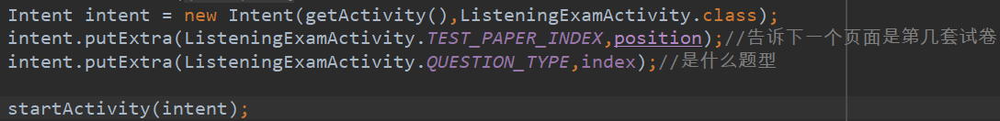 Intent intent = new Intent(getActivity(),ListeningExamActivity.class);
intent.putExtra(ListeningExamActivity.TEST_PAPER_INDEX,position);//告诉下一个页面是第几套试卷
intent.putExtra(ListeningExamActivity.QUESTION_TYPE,index);//是什么题型
startActivity(intent);